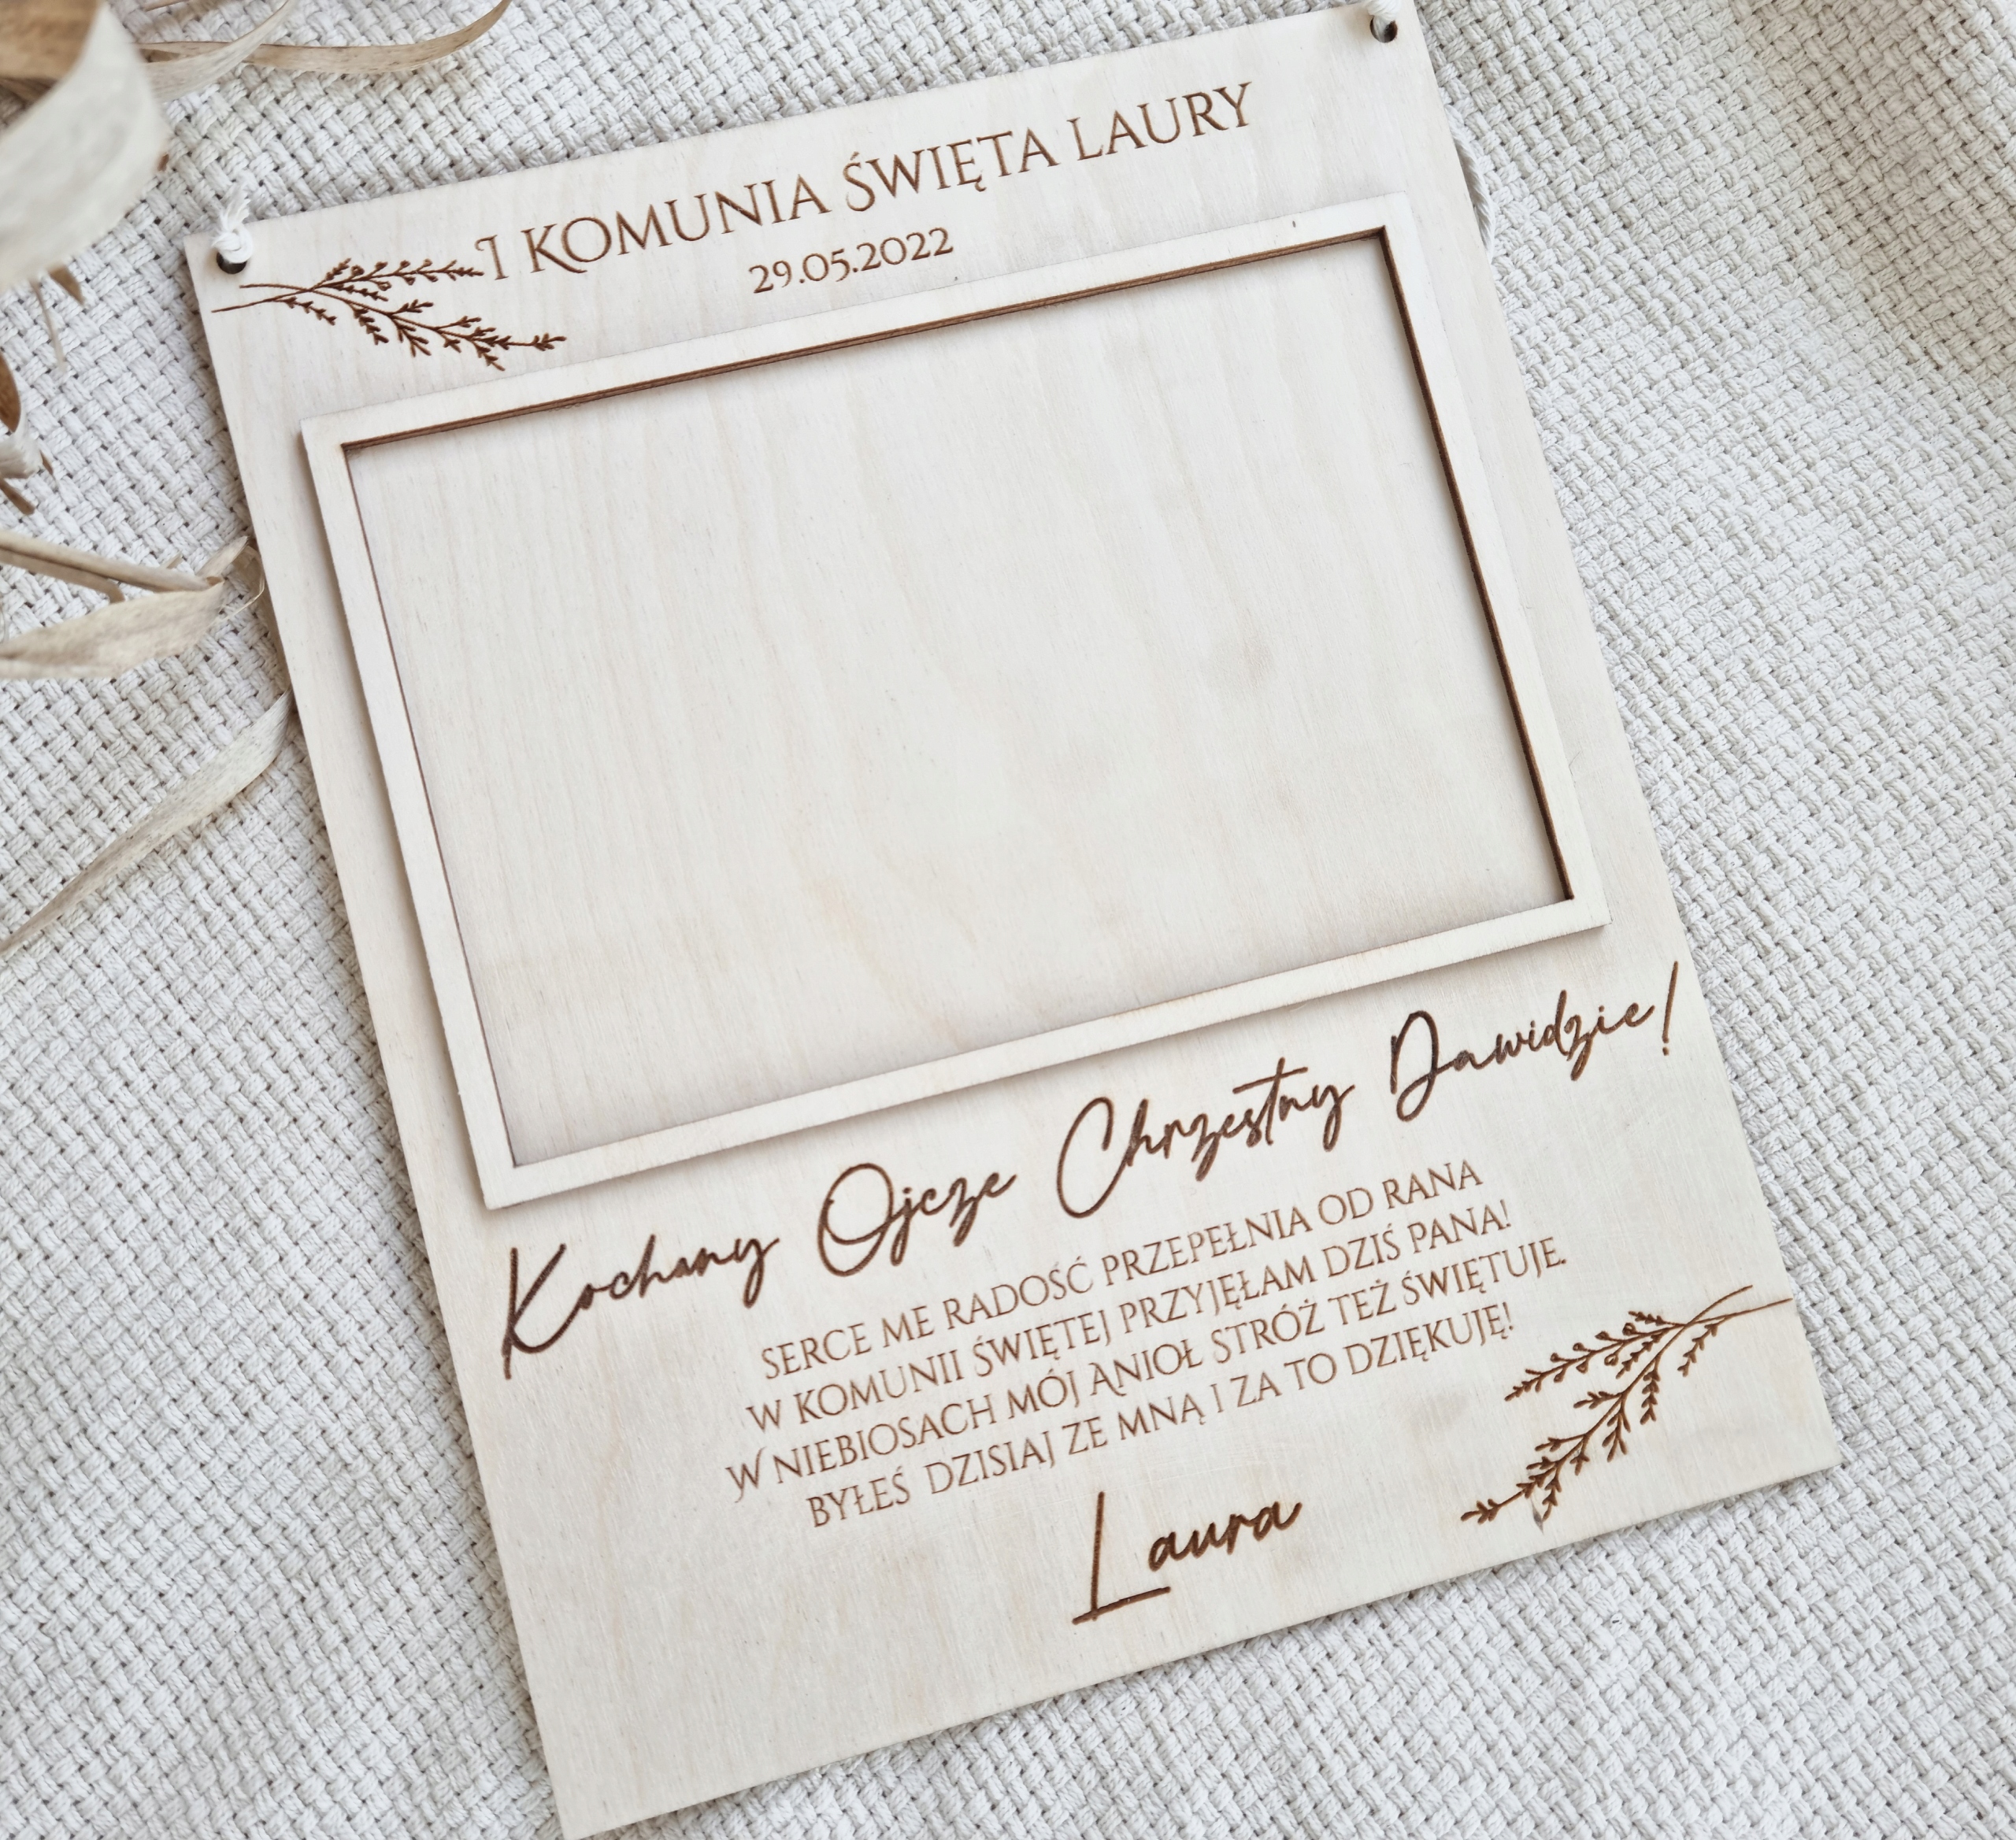 I KOMUNIA ŚWIĘTA LAURY
29.05.2022
Kochany Ojcze Chrzestny Dawidzie!
SERCE ME RADOŚĆ PRZEPEŁNIA OD RANA
W KOMUNII ŚWIĘTEJ PRZYJĘŁAM DZIŚ PANA!
W NIEBIOSACH MÓJ ANIOŁ STRÓŻ TEŻ ŚWIĘTUJE.
BYŁEŚ DZISIAJ ZE MNĄ I ZA TO DZIĘKUJĘ!
Laura